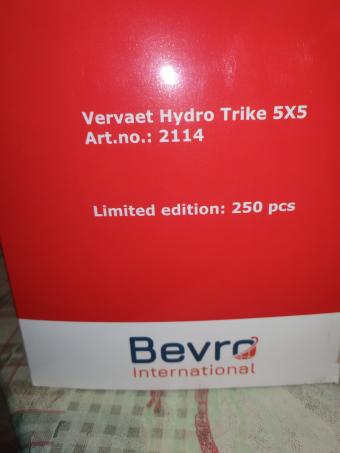 Vervaet Hydro Trike 5X5
Art.no.: 2114
Limited edition: 250 pcs
Bevro
International